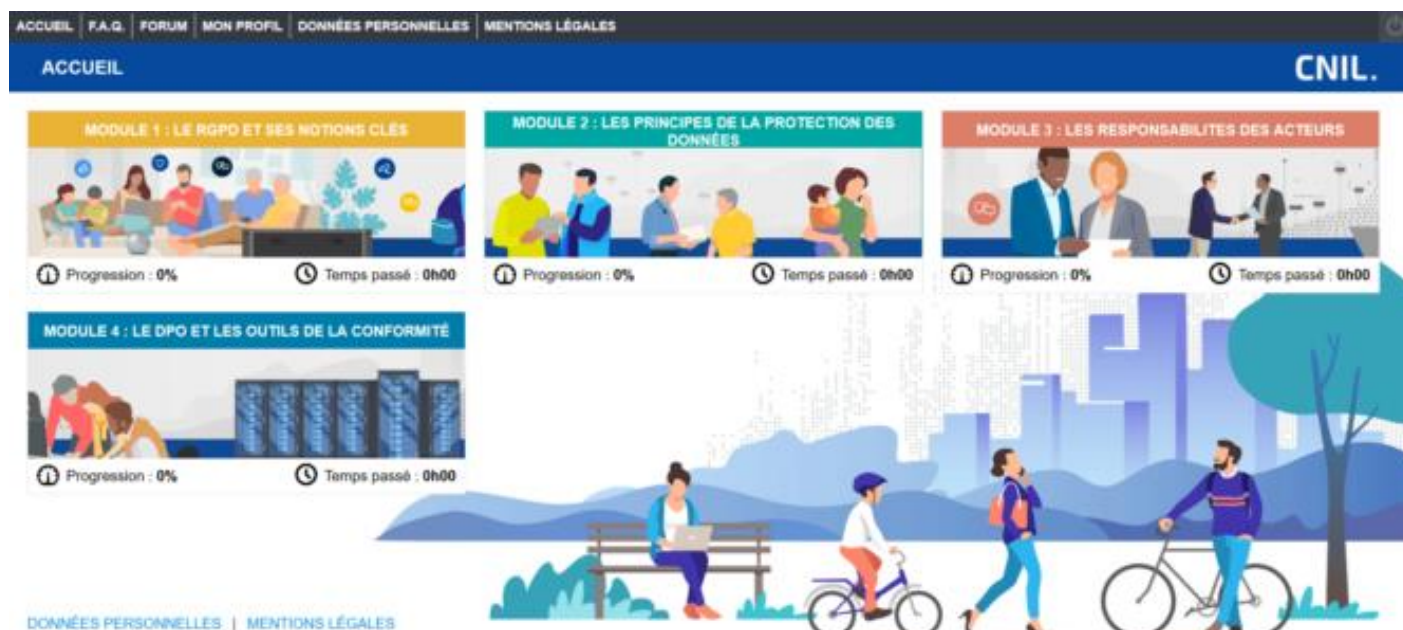 ACCUEIL F.A.Q. FORUM MON PROFIL DONNÉES PERSONNELLES MENTIONS LÉGALES
ACCUEIL
CNIL.
MODULE 1 : LE RGPD ET SES NOTIONS CLÉS
Progression : 0% Temps passé : 0h00
MODULE 2 : LES PRINCIPES DE LA PROTECTION DES
DONNÉES
Progression : 0% Temps passé : 0h00
MODULE 3 : LES RESPONSABILITES DES ACTEURS
Progression : 0% Temps passé : 0h00
MODULE 4 : LE DPO ET LES OUTILS DE LA CONFORMITÉ
Progression : 0% Temps passé : 0h00
DONNÉES PERSONNELLES | MENTIONS LÉGALES